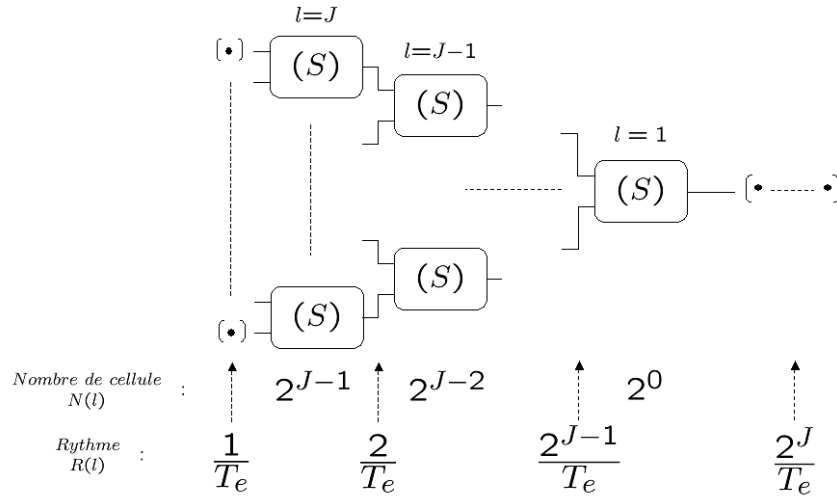 l=J
(S)
l=J−1
(S)
l = 1
(S)
(S)
(S)
Nombre de cellule
N(l) :
2^{J−1} 2^{J−2} 2^0
Rythme
R(l) :
1/T_e 2/T_e 2^{J−1}/T_e 2^J/T_e